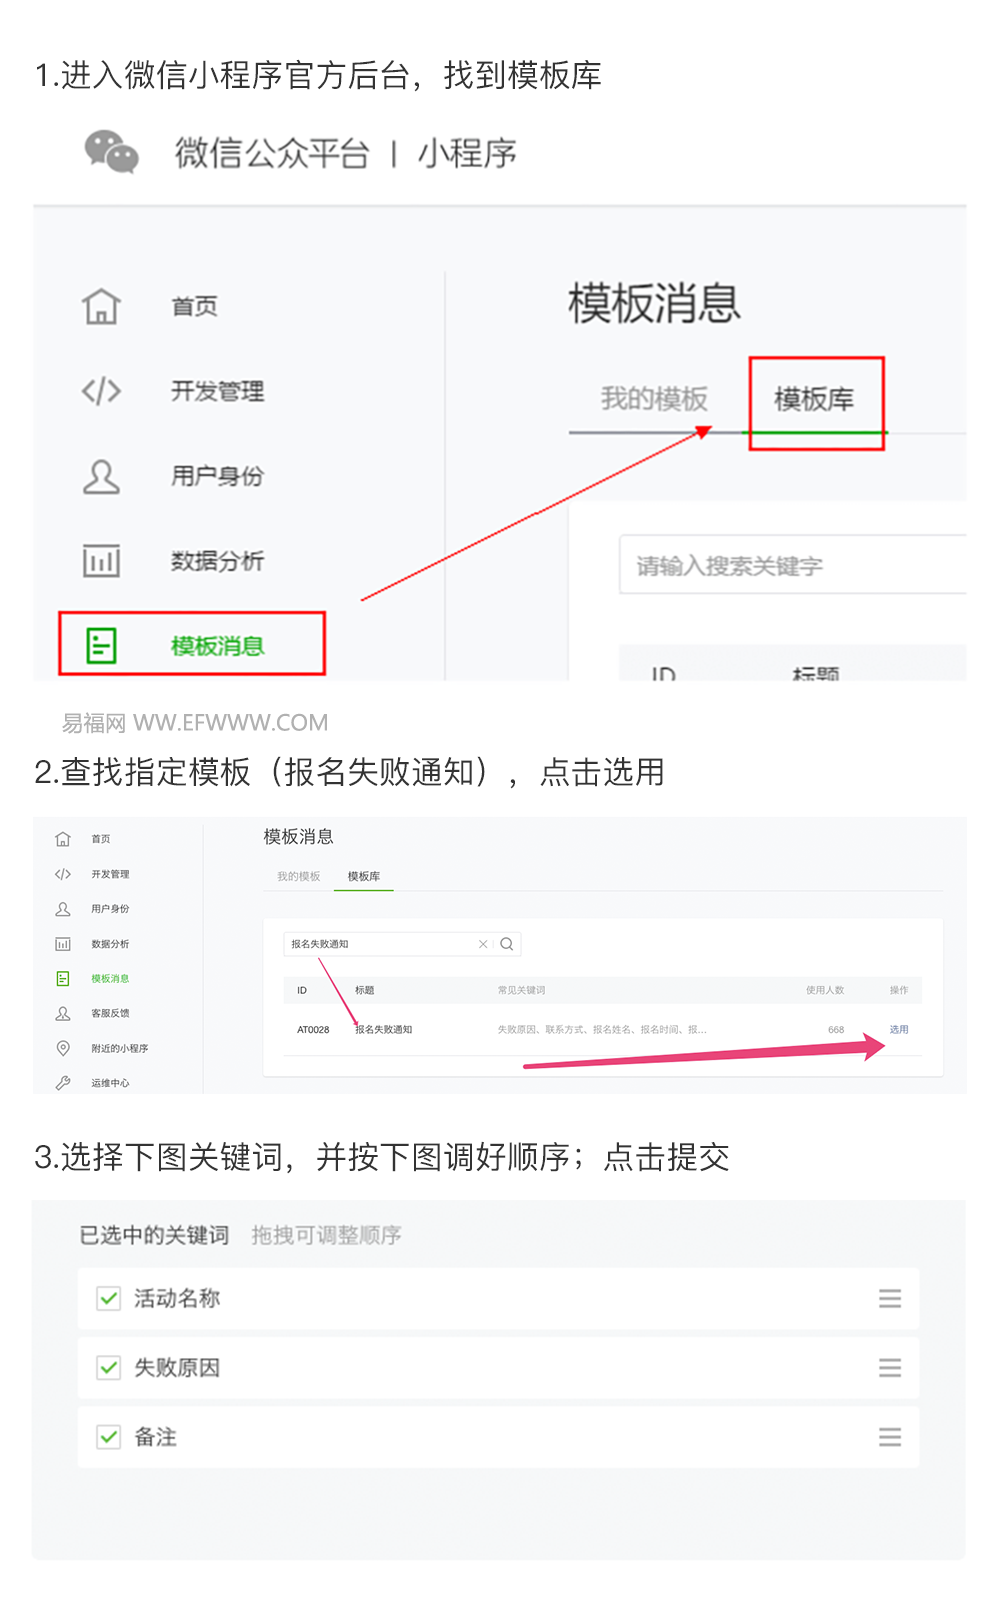 1.进入微信小程序官方后台，找到模板库
微信公众平台 | 小程序
首页
开发管理
用户身份
数据分析
模板消息
模板消息
我的模板 模板库
请输入搜索关键字
ID 标题
易福网 WW.EFWWW.COM
2.查找指定模板（报名失败通知），点击选用
首页
开发管理
用户身份
数据分析
模板消息
客服反馈
附近的小程序
运维中心
模板消息
我的模板 模板库
报名失败通知
ID 标题 常见关键词 使用人数 操作
AT0028 报名失败通知 失败原因、联系方式、报名姓名、报名时间、报... 668 选用
3.选择下图关键词，并按下图调好顺序；点击提交
已选中的关键词 拖拽可调整顺序
活动名称
失败原因
备注